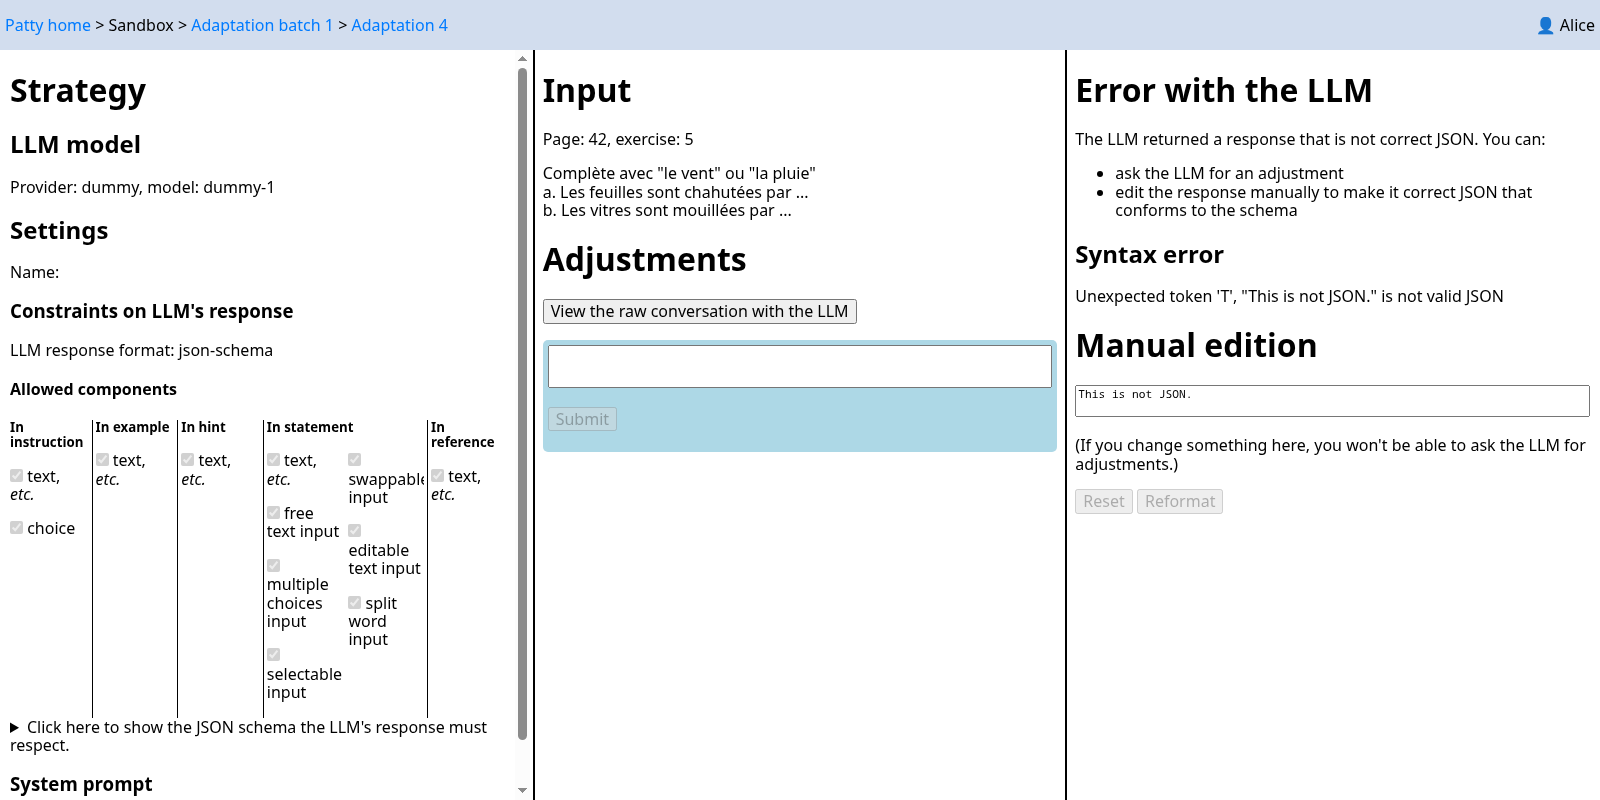 Patty home > Sandbox > Adaptation batch 1 > Adaptation 4
👤 Alice
Strategy
LLM model
Provider: dummy, model: dummy-1
Settings
Name:
Constraints on LLM's response
LLM response format: json-schema
Allowed components
In
instruction
text,
etc.
choice
In example
text,
etc.
In hint
text,
etc.
In statement
text,
etc.
free
text input
multiple
choices
input
selectable
input
swappable
input
editable
text input
split
word
input
In
reference
text,
etc.
Click here to show the JSON schema the LLM's response must
respect.
System prompt
Input
Page: 42, exercise: 5
Complète avec "le vent" ou "la pluie"
a. Les feuilles sont chahutées par ...
b. Les vitres sont mouillées par ...
Adjustments
View the raw conversation with the LLM
Submit
Error with the LLM
The LLM returned a response that is not correct JSON. You can:
ask the LLM for an adjustment
edit the response manually to make it correct JSON that
conforms to the schema
Syntax error
Unexpected token 'T', "This is not JSON." is not valid JSON
Manual edition
This is not JSON.
(If you change something here, you won't be able to ask the LLM for
adjustments.)
Reset Reformat